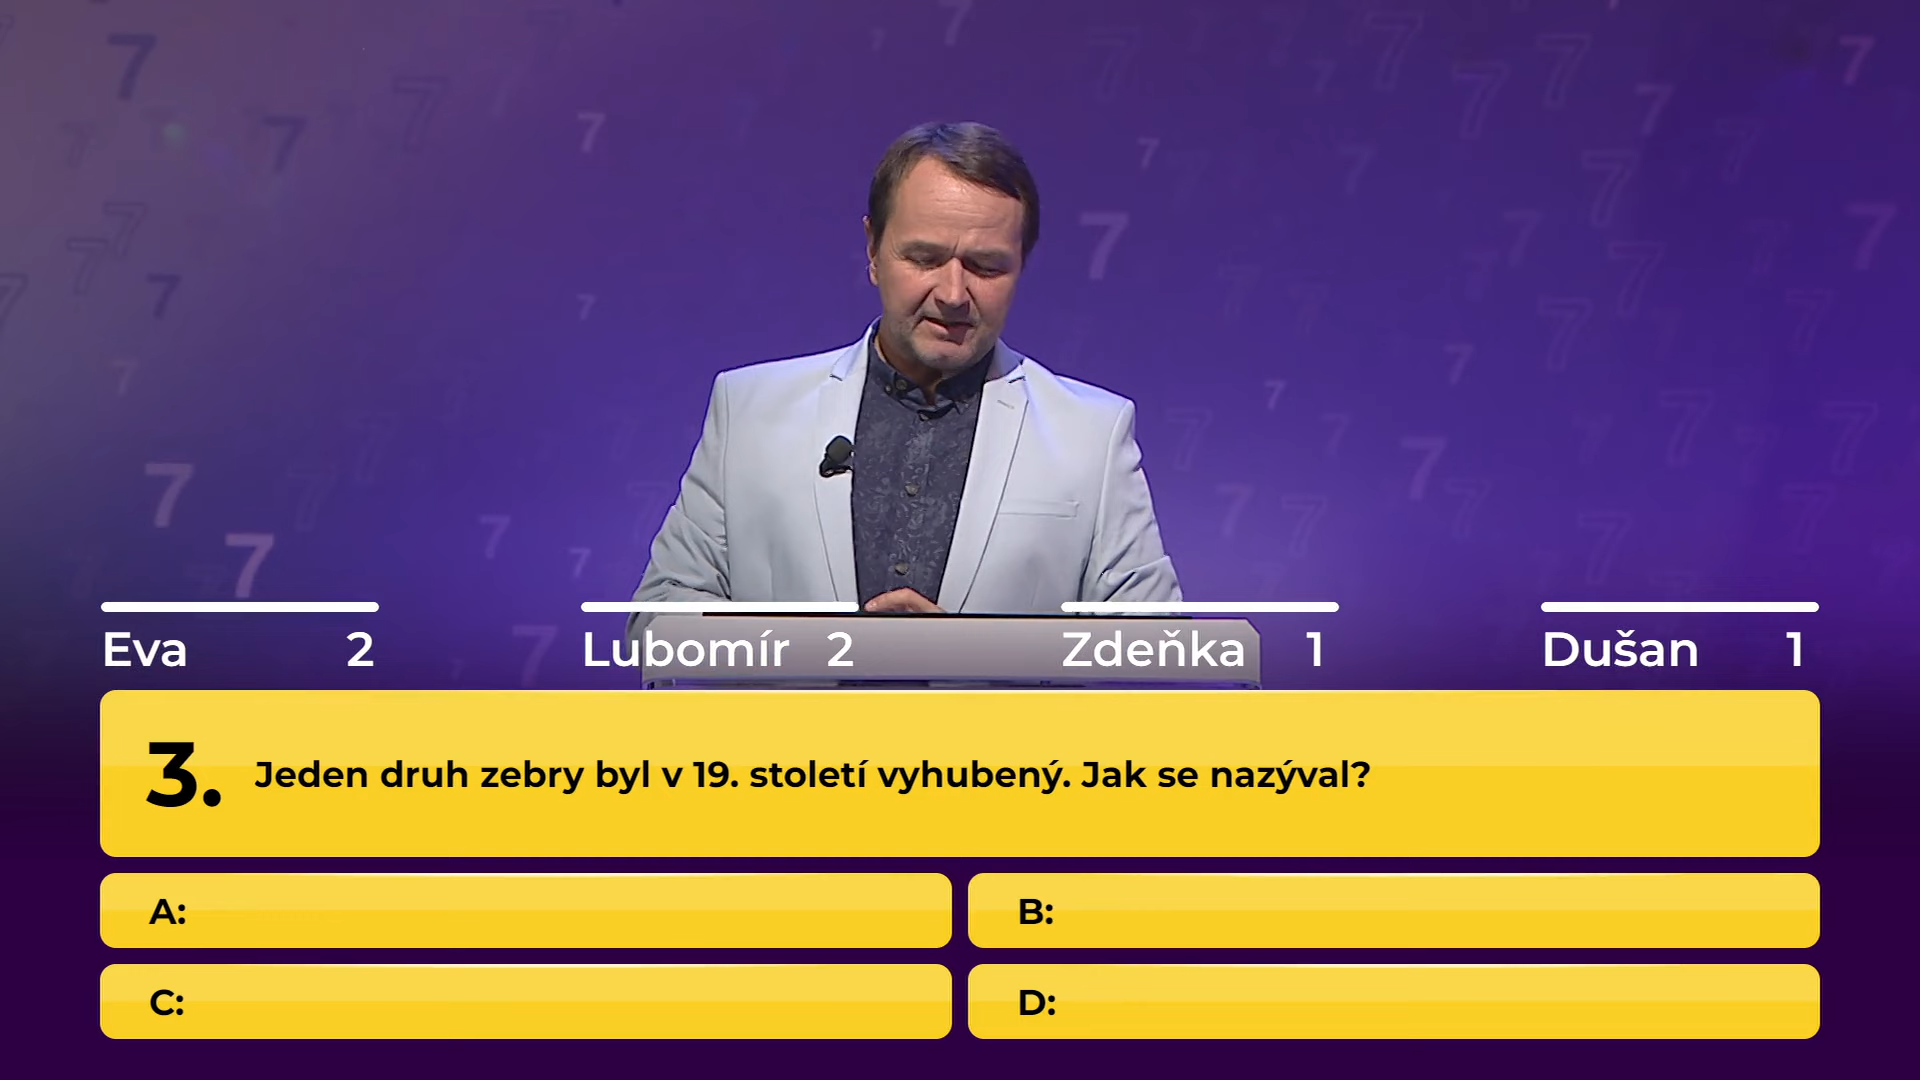 Eva 2 Lubomír 2 Zdeňka 1 Dušan 1
3. Jeden druh zebry byl v 19. století vyhubený. Jak se nazýval?
A: B:
C: D: